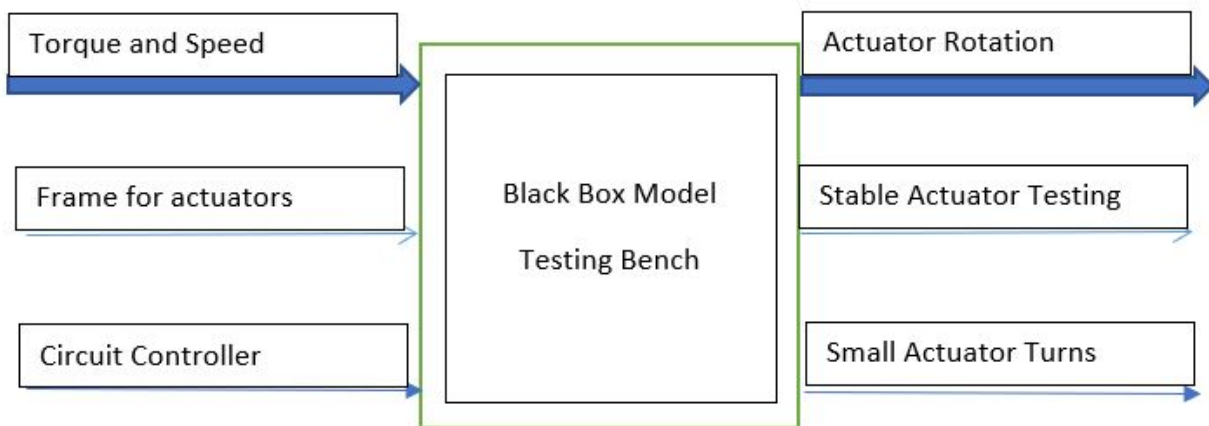 Torque and Speed
Actuator Rotation
Frame for actuators
Black Box Model
Testing Bench
Stable Actuator Testing
Circuit Controller
Small Actuator Turns